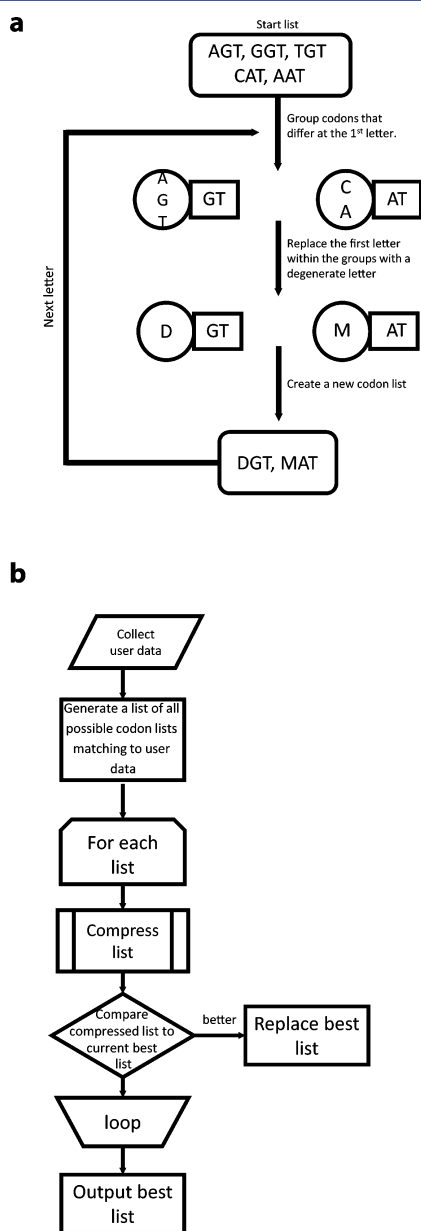 a
Start list
AGT, GGT, TGT
CAT, AAT
Group codons that
differ at the 1st letter.
A
G
T
GT
C
A
AT
Replace the first letter
within the groups with a
degenerate letter
Next letter
D
GT
M
AT
Create a new codon list
DGT, MAT
b
Collect
user data
Generate a list of all
possible codon lists
matching to user
data
For each
list
Compress
list
Compare
compressed list to
current best
list
better
Replace best
list
loop
Output best
list